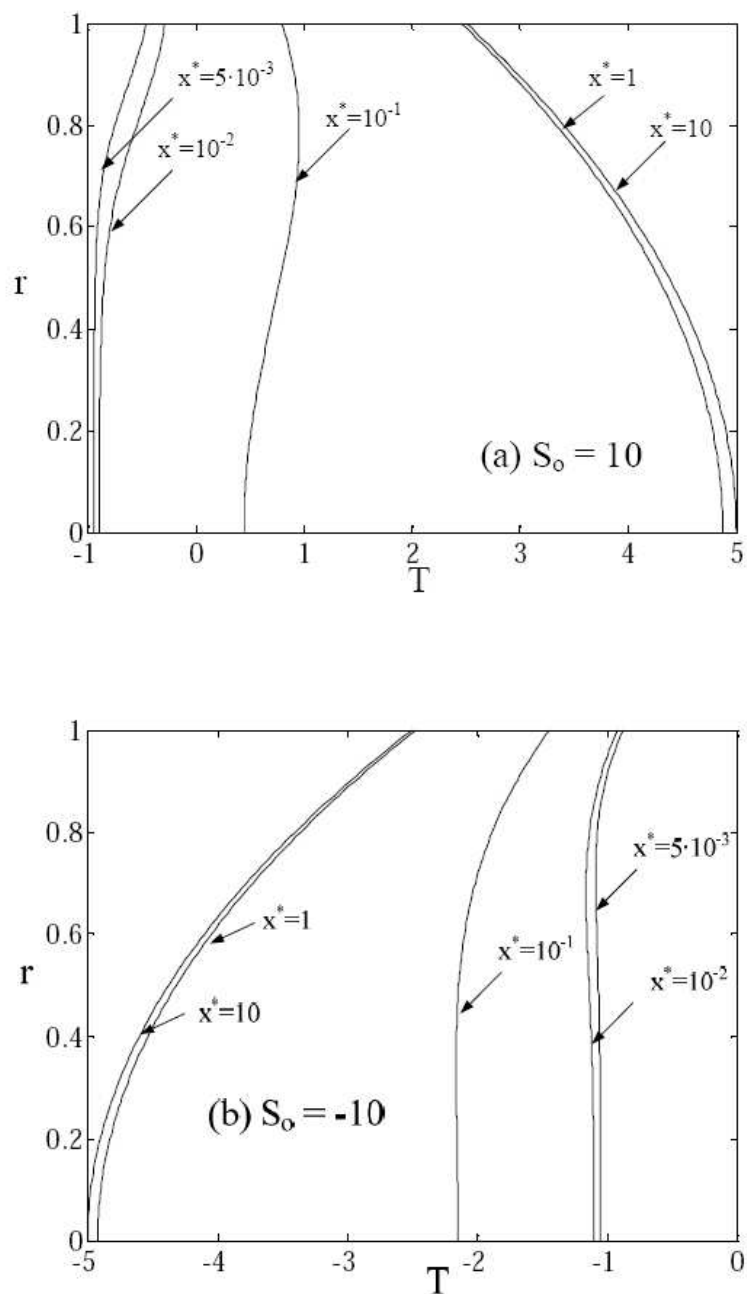 1
x*=5·10⁻³
x*=10⁻¹
x*=1
0.8
x*=10
x*=10⁻²
0.6
r
0.4
0.2
(a) Sₒ = 10
0
-1 0 1 2 3 4 5
T
1
0.8
x*=5·10⁻³
x*=1
0.6
x*=10⁻¹
r
x*=10⁻²
x*=10
0.4
(b) Sₒ = -10
0.2
0
-5 -4 -3 -2 -1 0
T